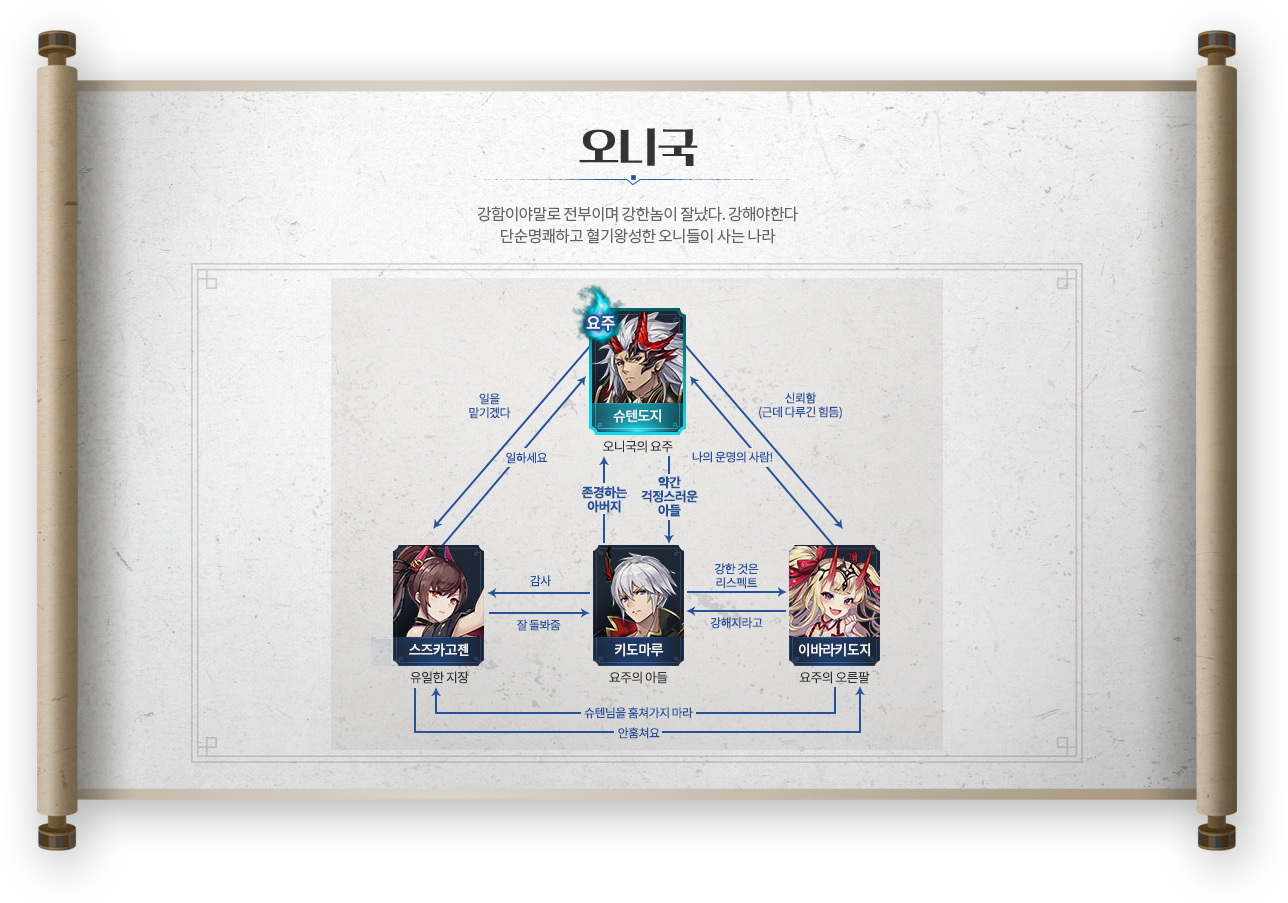 오니국
강함이야말로 전부이며 강한놈이 잘났다. 강해야한다
단순명쾌하고 혈기왕성한 오니들이 사는 나라
요주
슈텐도지
오니국의 요주
일을
맡기겠다
신뢰함
(근데 다루긴 힘듬)
일하세요
나의 운명의 사람!
존경하는
아버지
약간
걱정스러운
아들
감사
잘 돌봐줌
강한 것은
리스펙트
강해지라고
스즈카고젠
키도마루
이바라키도지
유일한 지장
요주의 아들
요주의 오른팔
슈텐님을 훔쳐가지 마라
안훔쳐요